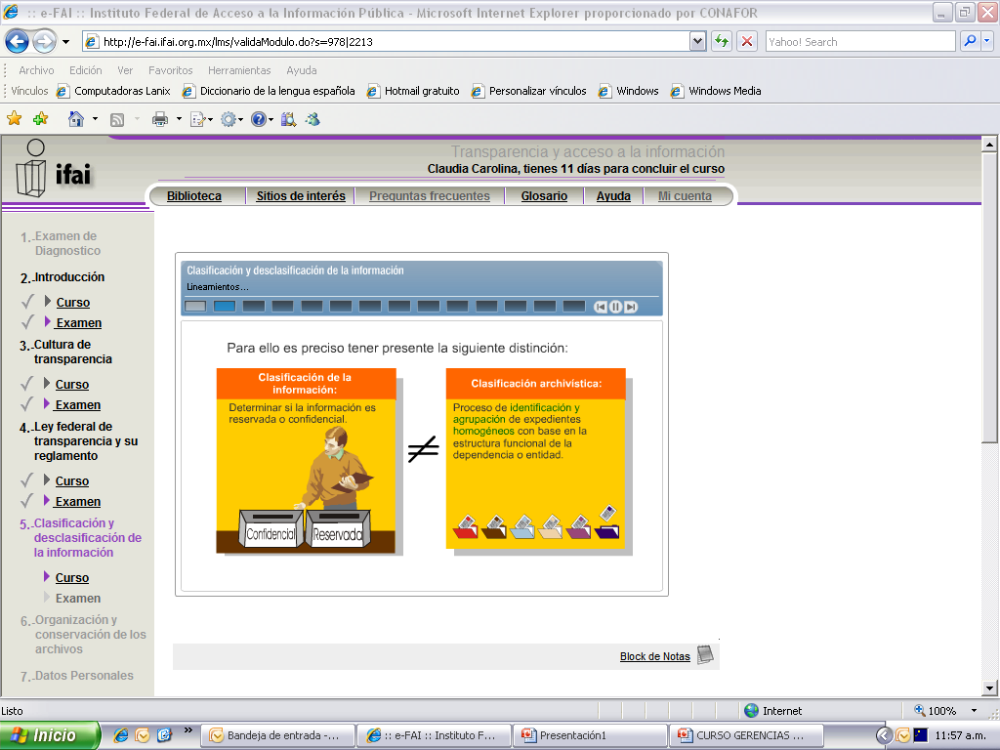 :: e-FAI :: Instituto Federal de Acceso a la Información Pública - Microsoft Internet Explorer proporcionado por CONAFOR
http://e-fai.ifai.org.mx/lms/validaModulo.do?s=978|2213
Yahoo! Search
Archivo Edición Ver Favoritos Herramientas Ayuda
Vínculos Computadoras Lanix Diccionario de la lengua española Hotmail gratuito Personalizar vínculos Windows Windows Media
ifai
Transparencia y acceso a la información
Claudia Carolina, tienes 11 días para concluir el curso
Biblioteca Sitios de interés Preguntas frecuentes Glosario Ayuda Mi cuenta
1. Examen de
Diagnostico
2. Introducción
Curso
Examen
3. Cultura de
transparencia
Curso
Examen
4. Ley federal de
transparencia y su
reglamento
Curso
Examen
5. Clasificación y
desclasificación de
la información
Curso
Examen
6. Organización y
conservación de los
archivos
7. Datos Personales
Clasificación y desclasificación de la información
Lineamientos...
Para ello es preciso tener presente la siguiente distinción:
Clasificación de la
información:
Determinar si la información es
reservada o confidencial.
Confidencial
Reservada
≠
Clasificación archivística:
Proceso de identificación y
agrupación de expedientes
homogéneos con base en la
estructura funcional de la
dependencia o entidad.
Block de Notas
Listo
Internet
100%
Inicio
Bandeja de entrada -...
:: e-FAI :: Instituto F...
Presentación1
CURSO GERENCIAS ...
11:57 a.m.